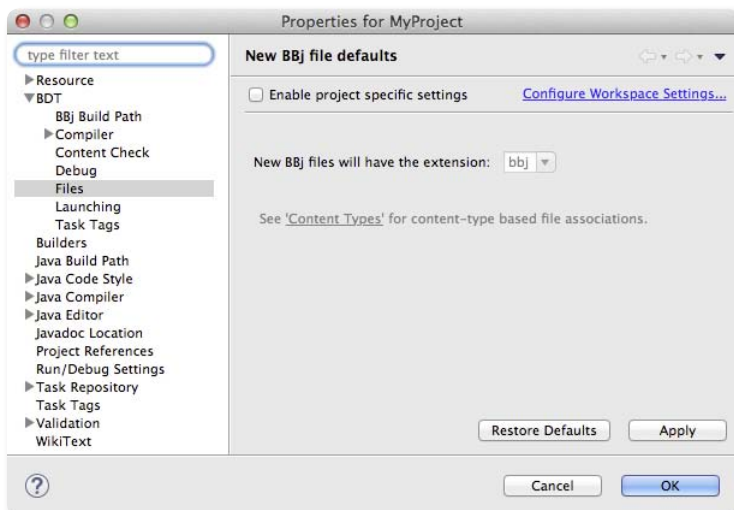 Properties for MyProject
type filter text
Resource
BDT
BBj Build Path
Compiler
Content Check
Debug
Files
Launching
Task Tags
Builders
Java Build Path
Java Code Style
Java Compiler
Java Editor
Javadoc Location
Project References
Run/Debug Settings
Task Repository
Task Tags
Validation
WikiText
New BBj file defaults
Enable project specific settings
Configure Workspace Settings...
New BBj files will have the extension: bbj
See 'Content Types' for content-type based file associations.
Restore Defaults
Apply
?
Cancel
OK